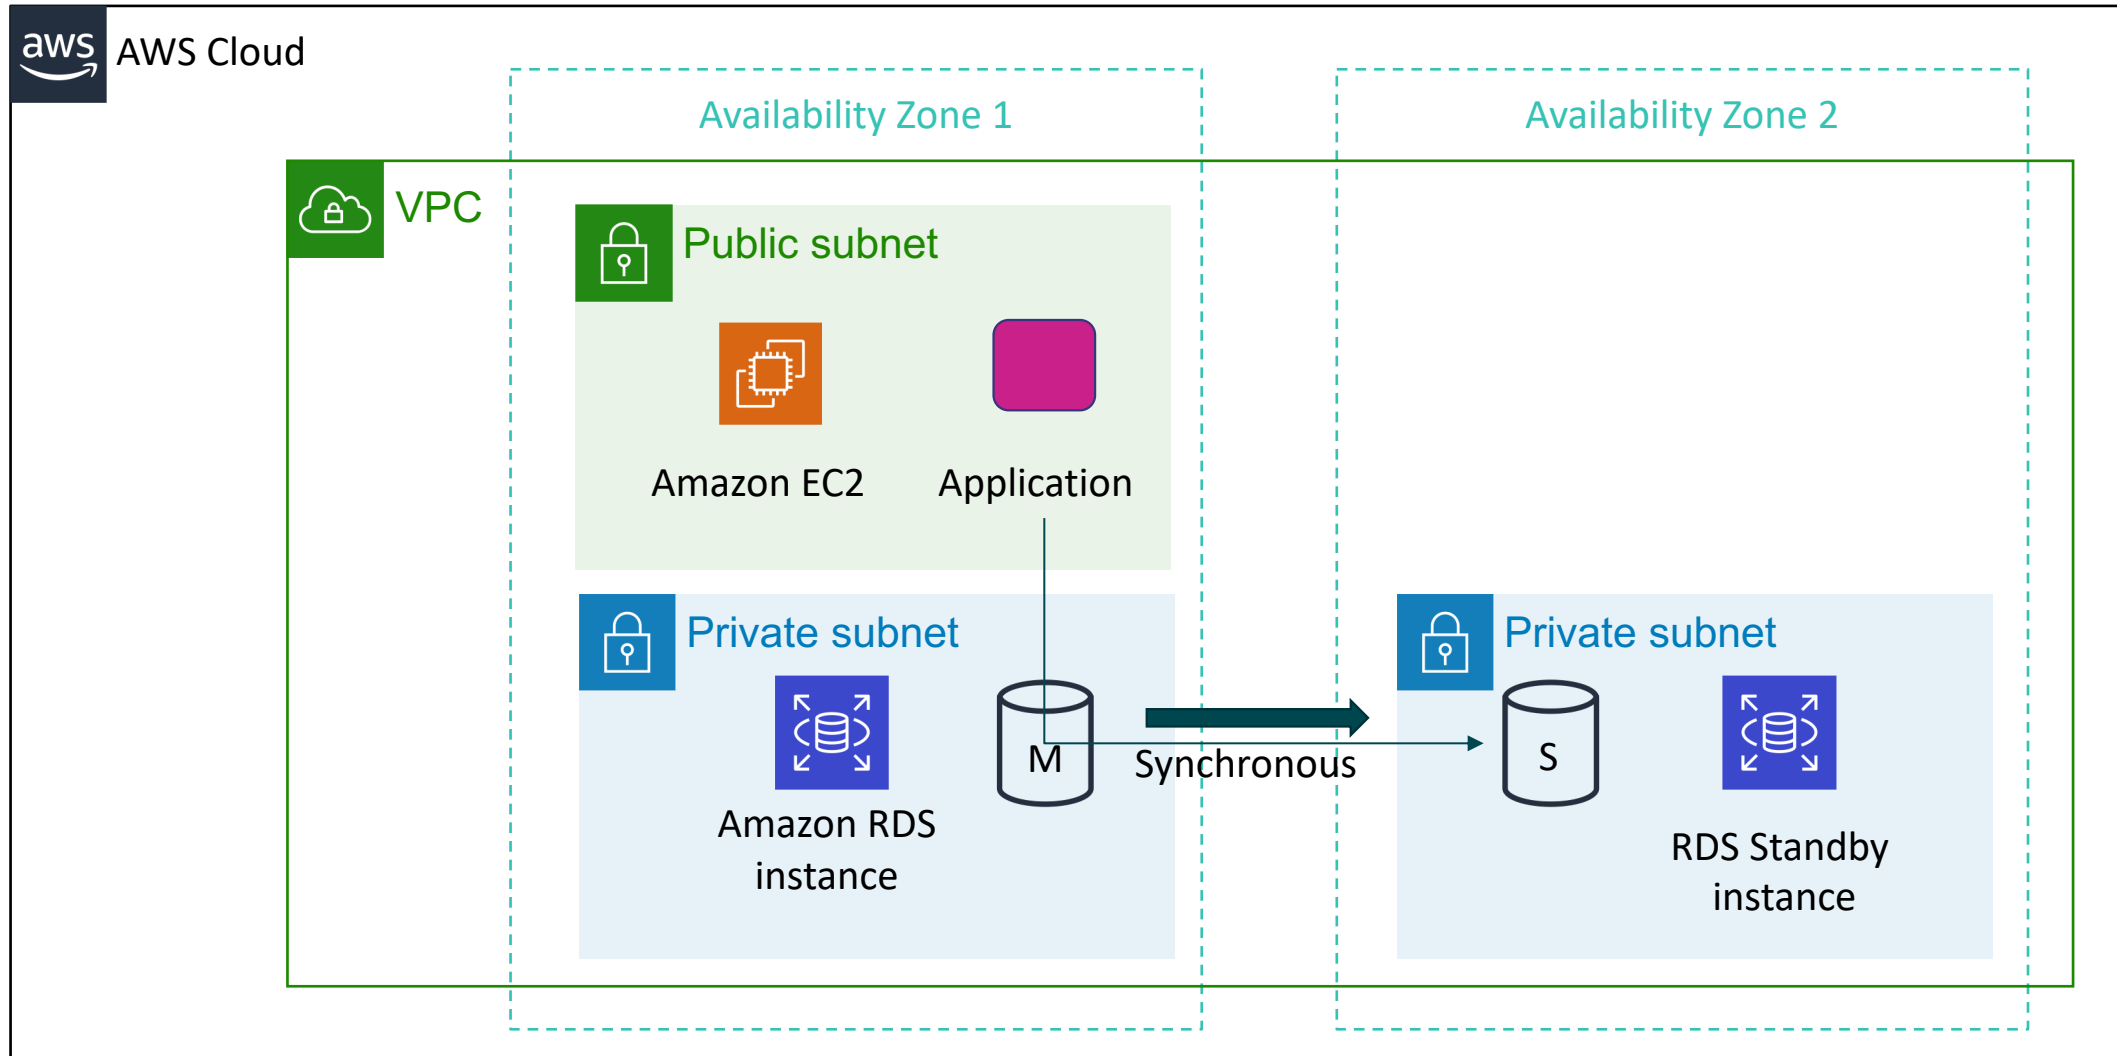 aws
AWS Cloud
Availability Zone 1
Availability Zone 2
VPC
Public subnet
Amazon EC2
Application
Private subnet
Private subnet
M
Synchronous
S
Amazon RDS
instance
RDS Standby
instance